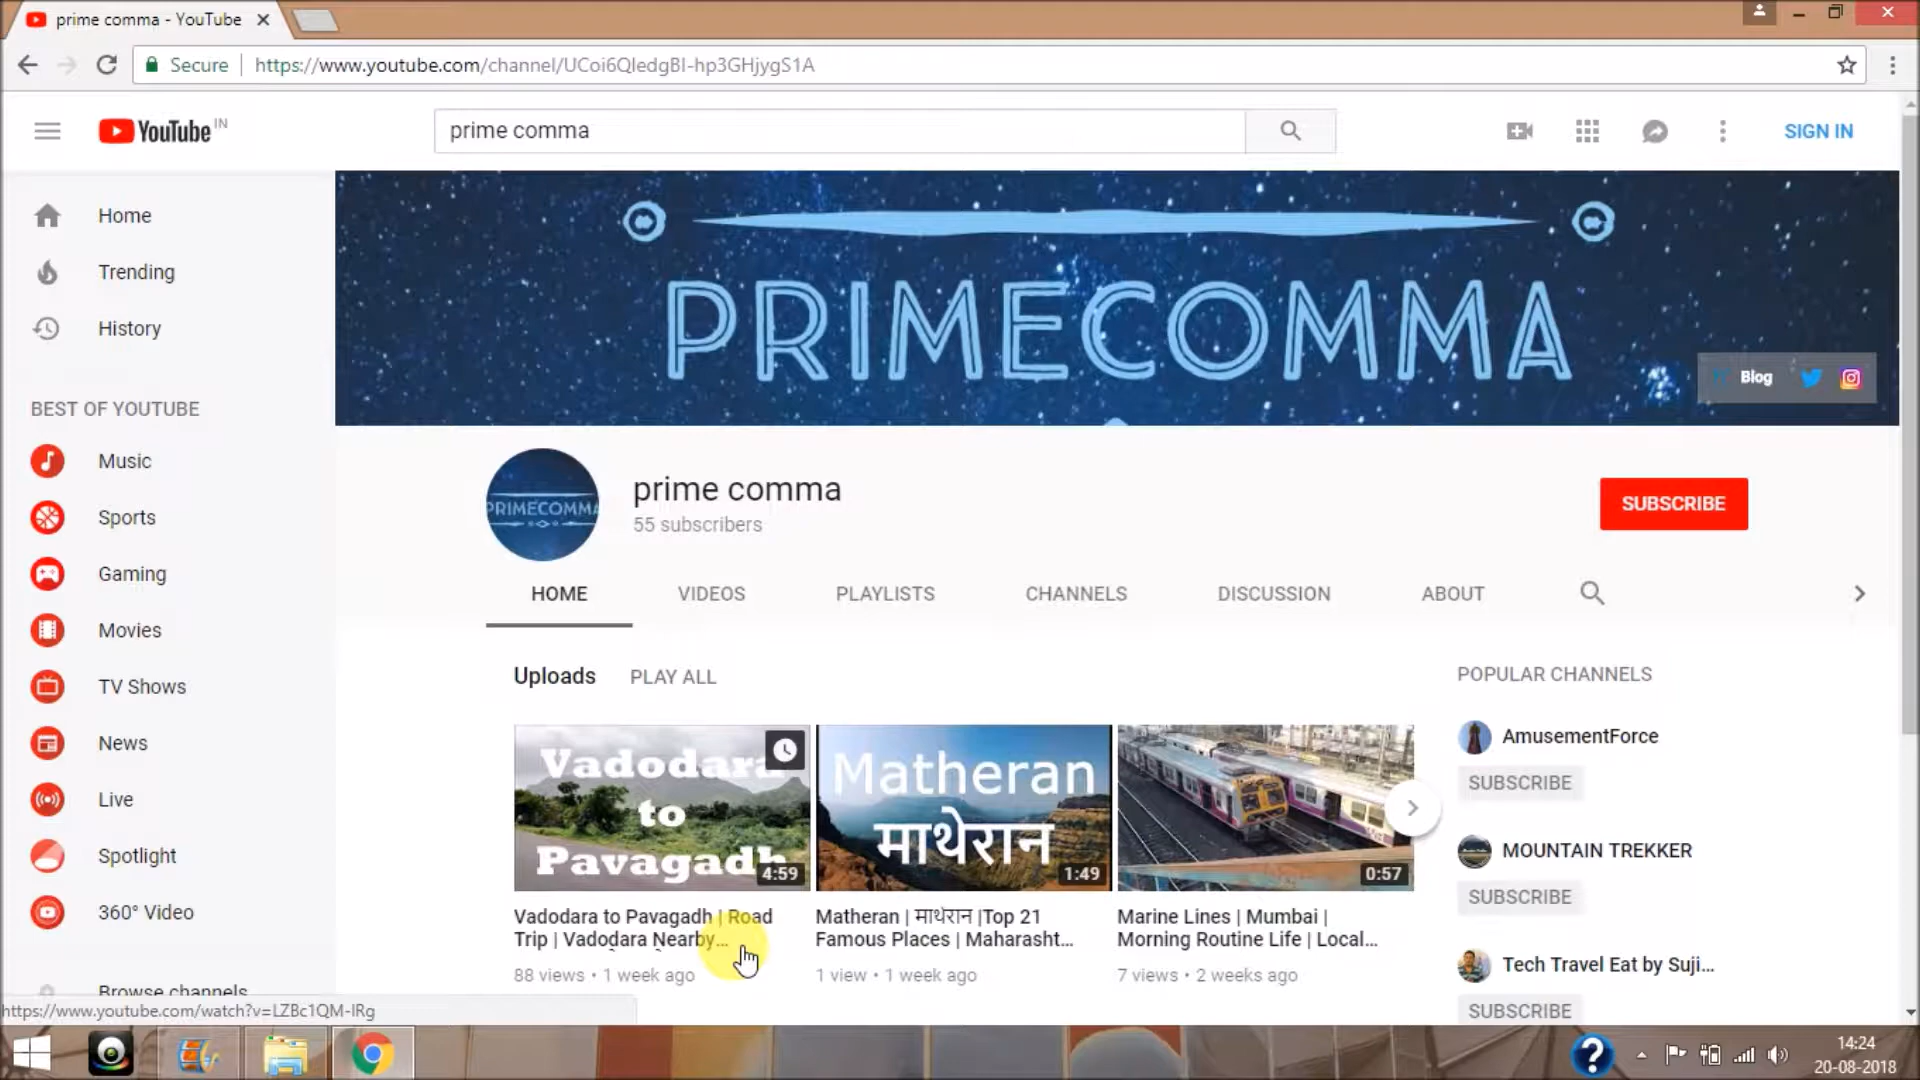 prime comma - YouTube
Secure
https://www.youtube.com/channel/UCoi6QledgBI-hp3GHjygS1A
YouTube IN
prime comma
SIGN IN
Home
Trending
History
BEST OF YOUTUBE
Music
Sports
Gaming
Movies
TV Shows
News
Live
Spotlight
360° Video
Browse channels
PRIMECOMMA
Blog
PRIMECOMMA
prime comma
55 subscribers
SUBSCRIBE
HOME
VIDEOS
PLAYLISTS
CHANNELS
DISCUSSION
ABOUT
Uploads
PLAY ALL
Vadodara
to
Pavagadh
4:59
Vadodara to Pavagadh | Road
Trip | Vadodara Nearby...
88 views • 1 week ago
Matheran
माथेरान
1:49
Matheran | माथेरान |Top 21
Famous Places | Maharasht...
1 view • 1 week ago
0:57
Marine Lines | Mumbai |
Morning Routine Life | Local...
7 views • 2 weeks ago
POPULAR CHANNELS
AmusementForce
SUBSCRIBE
MOUNTAIN TREKKER
SUBSCRIBE
Tech Travel Eat by Suji...
SUBSCRIBE
https://www.youtube.com/watch?v=LZBc1QM-IRg
14:24
20-08-2018